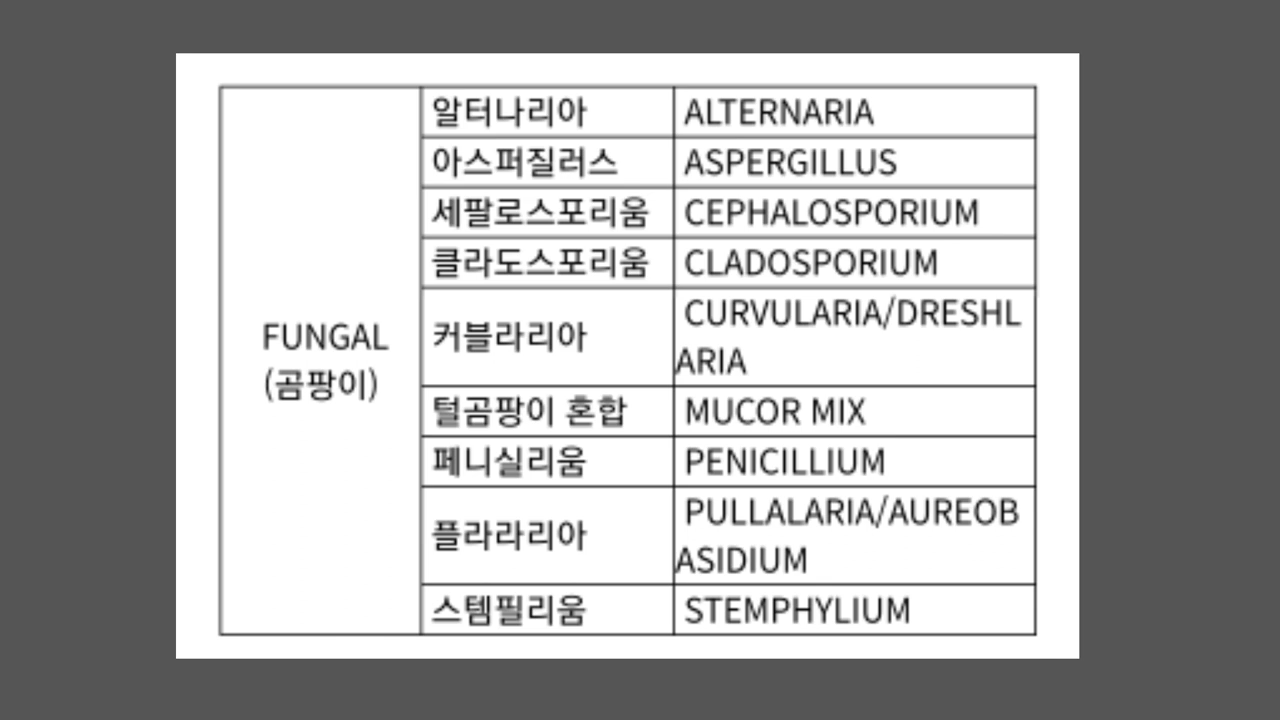 FUNGAL
(곰팡이)
알터나리아 ALTERNARIA
아스퍼질러스 ASPERGILLUS
세팔로스포리움 CEPHALOSPORIUM
클라도스포리움 CLADOSPORIUM
커블라리아 CURVULARIA/DRESHL
ARIA
털곰팡이 혼합 MUCOR MIX
페니실리움 PENICILLIUM
플라라리아 PULLALARIA/AUREOB
ASIDIUM
스템필리움 STEMPHYLIUM